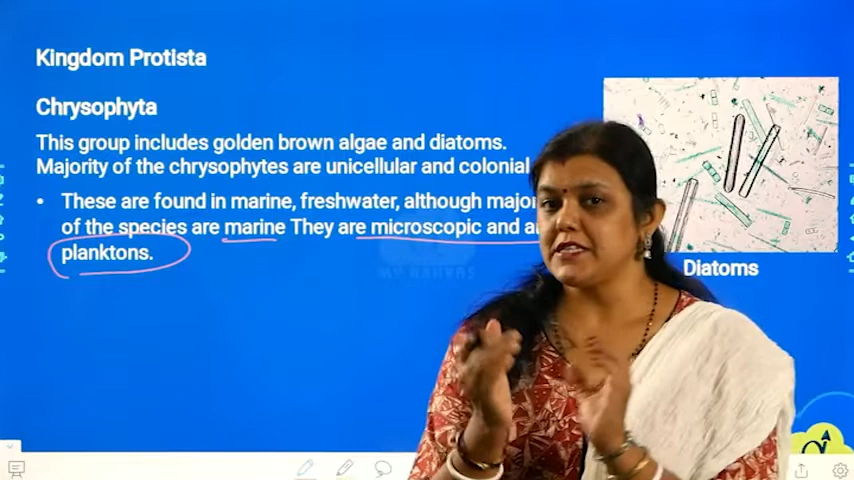 Kingdom Protista
Chrysophyta
This group includes golden brown algae and diatoms.
Majority of the chrysophytes are unicellular and colonial
• These are found in marine, freshwater, although
of the species are marine They are microscopic and
planktons.
Diatoms